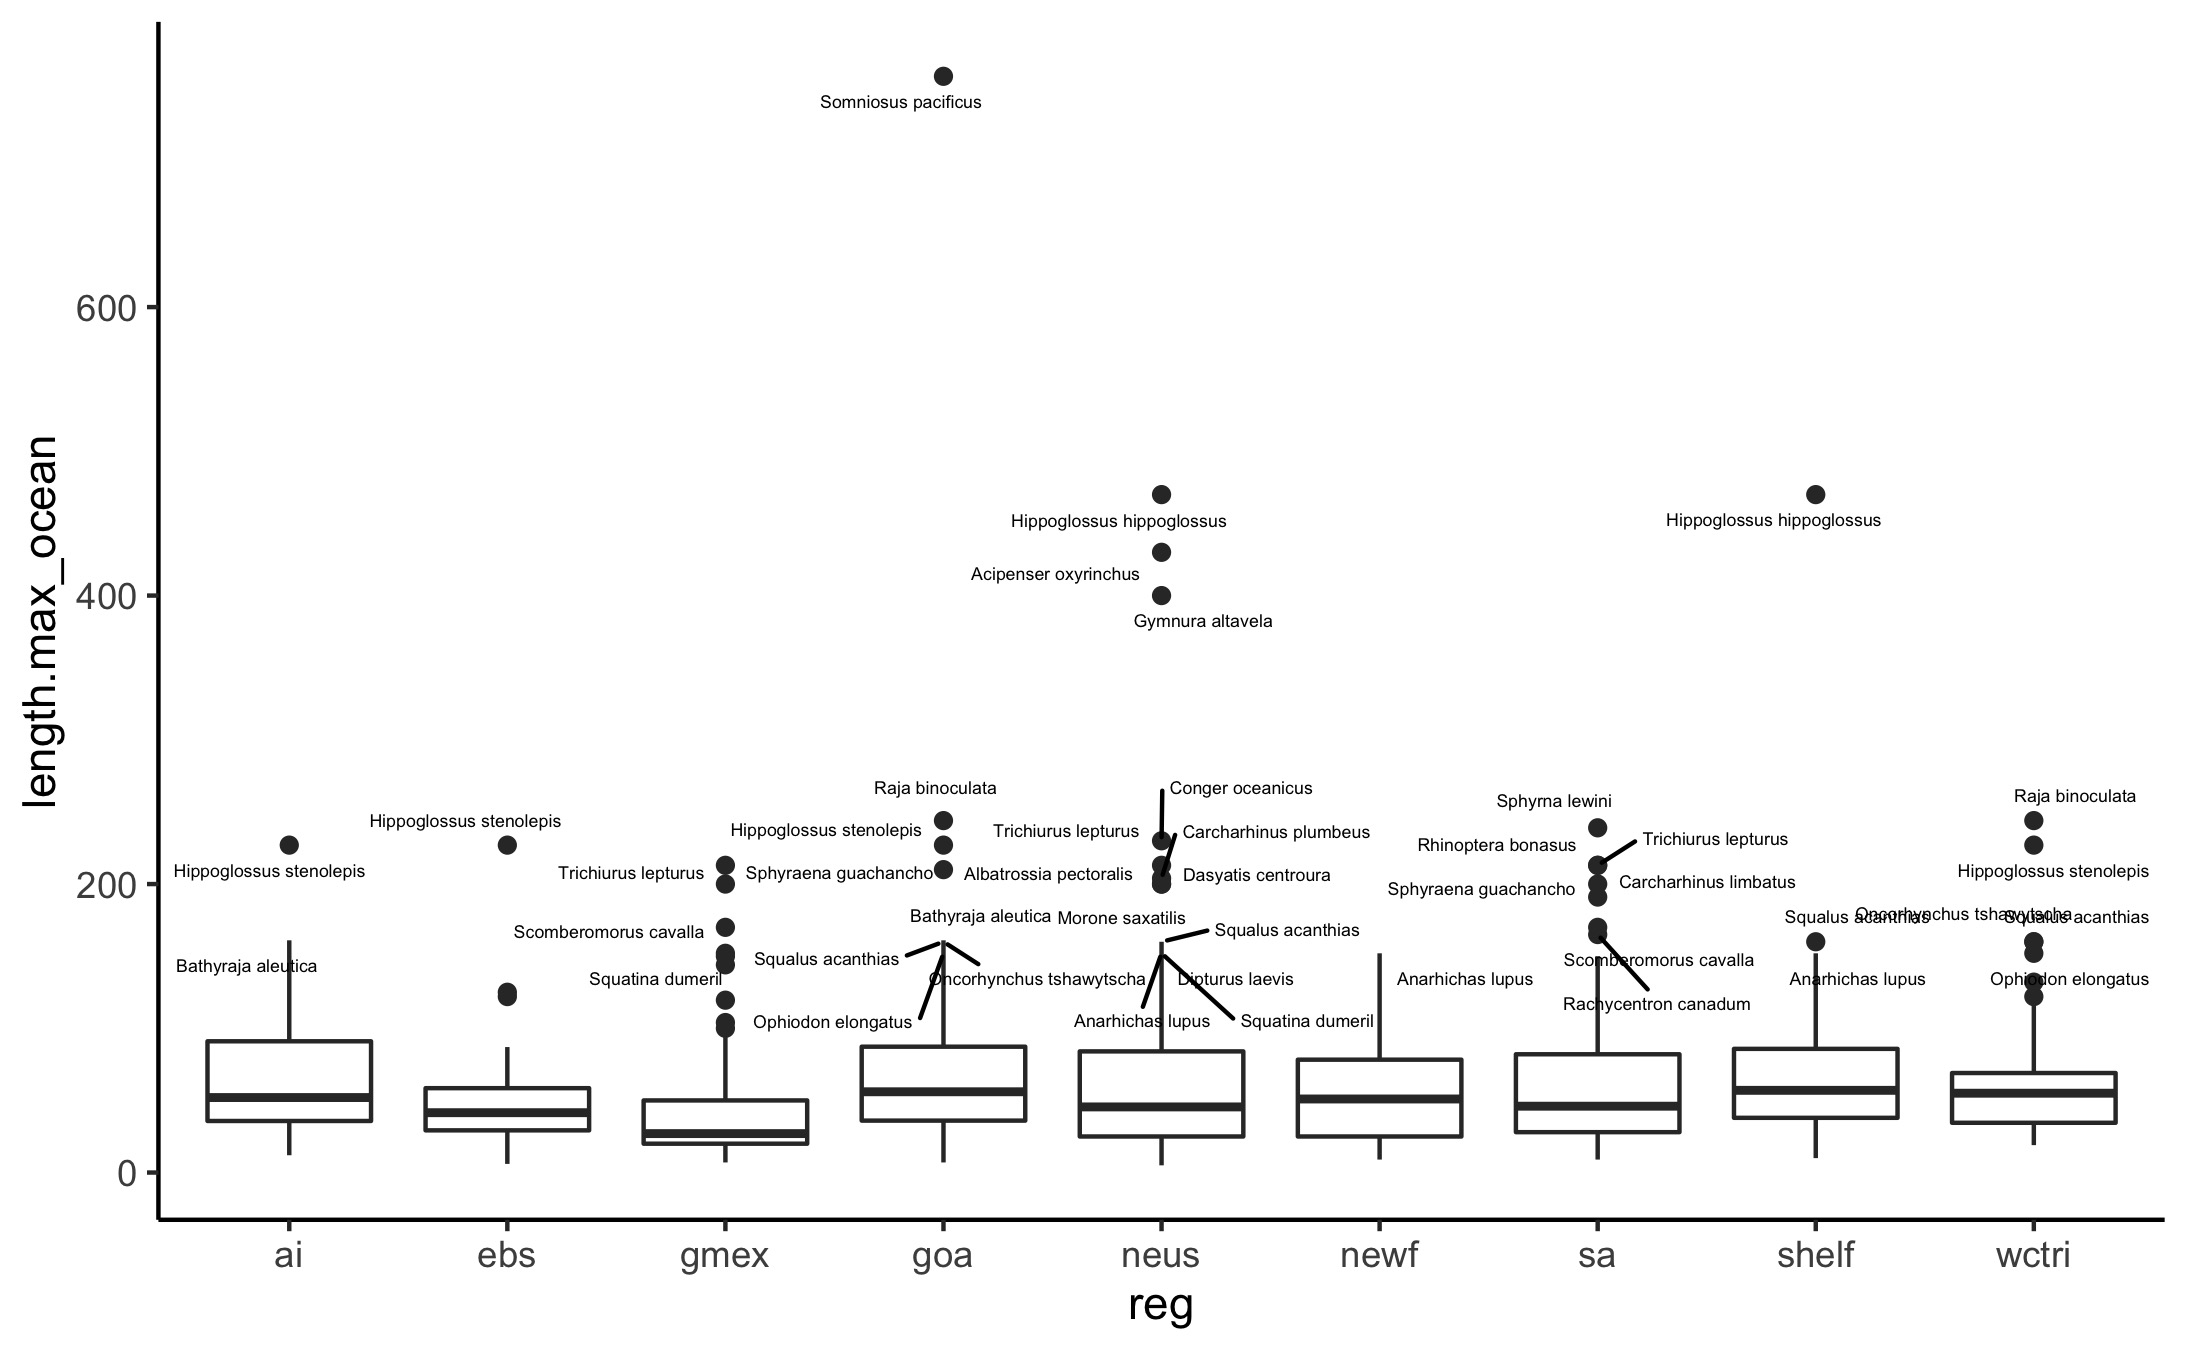 Somniosus pacificus
600
Hippoglossus hippoglossus
Hippoglossus hippoglossus
Acipenser oxyrinchus
400
Gymnura altavela
length.max_ocean
Raja binoculata
Conger oceanicus
Raja binoculata
Sphyrna lewini
Hippoglossus stenolepis
Hippoglossus stenolepis
Trichiurus lepturus
Carcharhinus plumbeus
Trichiurus lepturus
Rhinoptera bonasus
Hippoglossus stenolepis
Trichiurus lepturus
Sphyraena guachancho
Albatrossia pectoralis
Dasyatis centroura
Hippoglossus stenolepis
200
Carcharhinus limbatus
Sphyraena guachancho
Bathyraja aleutica
Morone saxatilis
Squalus acanthias
Oncorhynchus tshawytscha
Squalus acanthias
Scomberomorus cavalla
Squalus acanthias
Squalus acanthias
Scomberomorus cavalla
Bathyraja aleutica
Squatina dumeril
Oncorhynchus tshawytscha
Dipturus laevis
Anarhichas lupus
Anarhichas lupus
Ophiodon elongatus
Rachycentron canadum
Ophiodon elongatus
Anarhichas lupus
Squatina dumeril
0
ai
ebs
gmex
goa
neus
newf
sa
shelf
wctri
reg